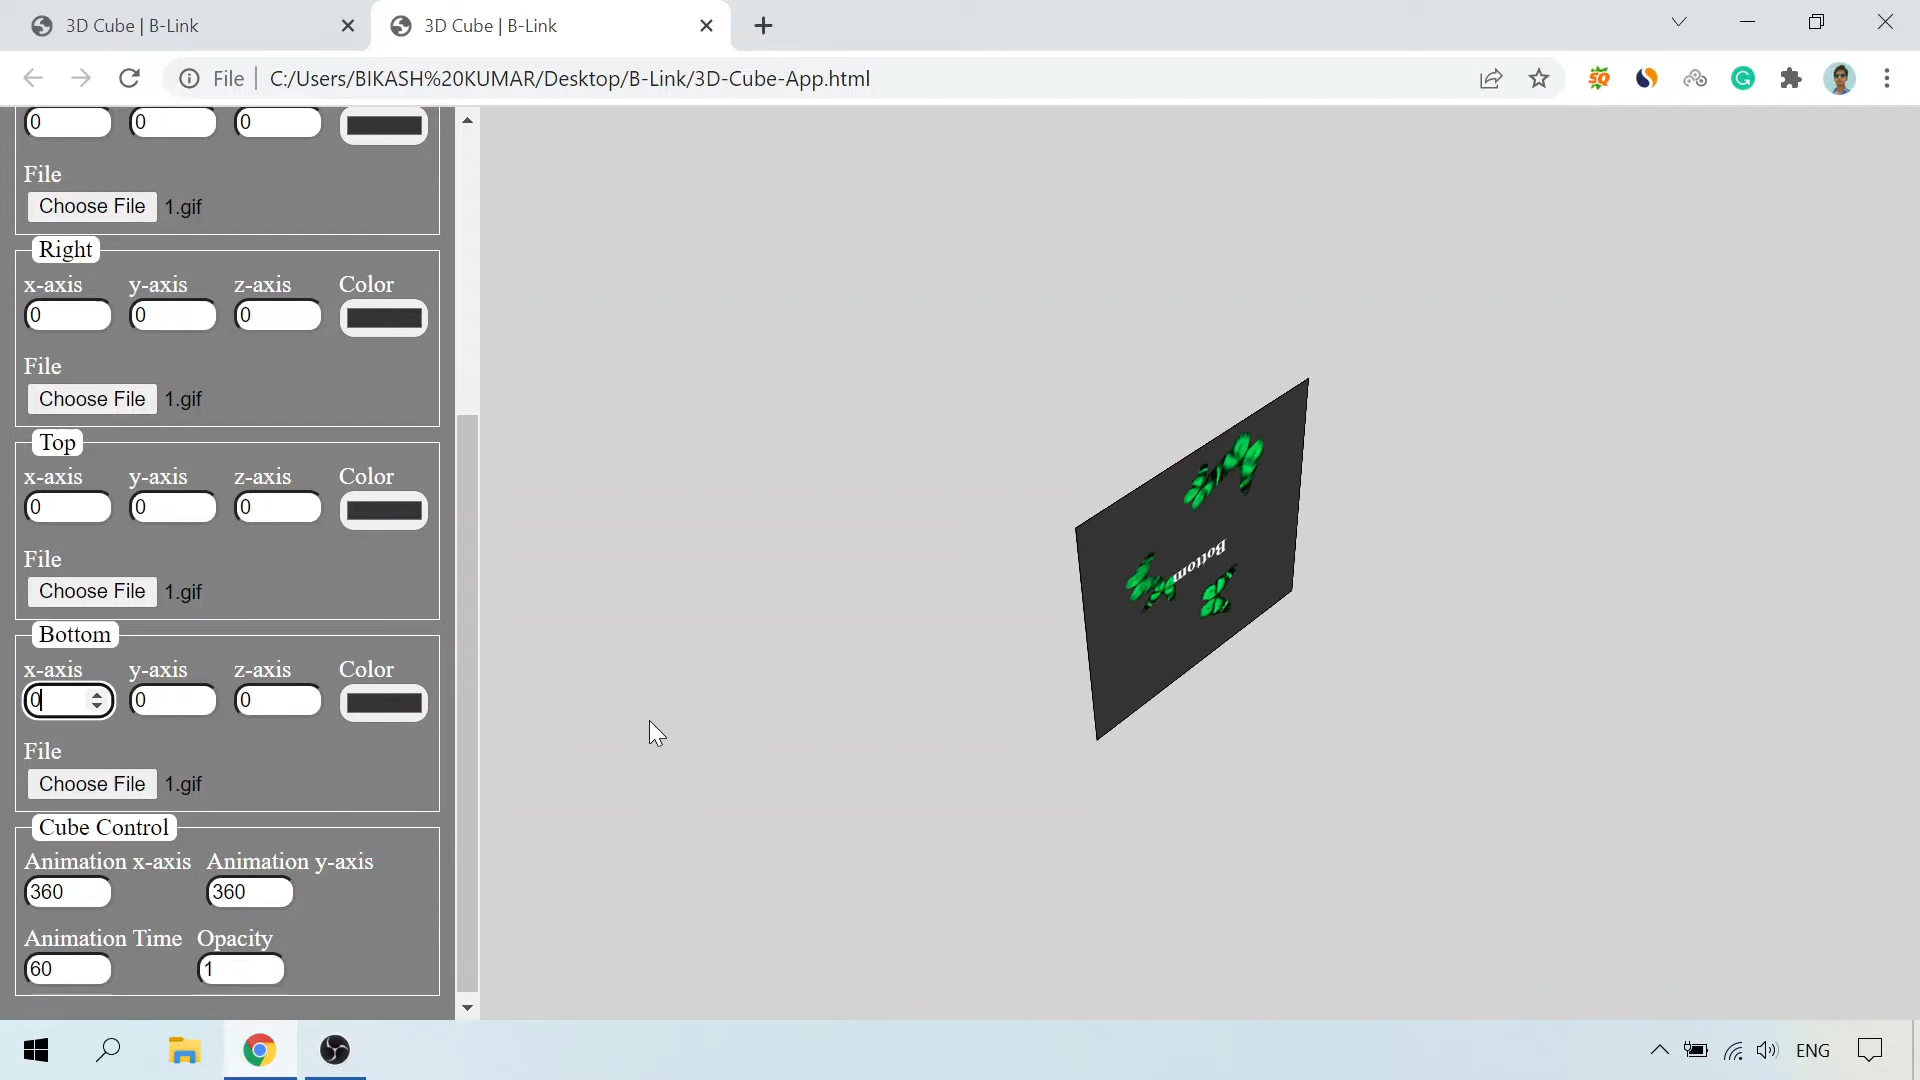 3D Cube | B-Link
3D Cube | B-Link
File
C:/Users/BIKASH%20KUMAR/Desktop/B-Link/3D-Cube-App.html
0 0 0
File
Choose File 1.gif
Right
x-axis y-axis z-axis Color
0 0 0
File
Choose File 1.gif
Top
x-axis y-axis z-axis Color
0 0 0
File
Choose File 1.gif
Bottom
x-axis y-axis z-axis Color
0 0 0
File
Choose File 1.gif
Cube Control
Animation x-axis Animation y-axis
360 360
Animation Time Opacity
60 1
Bottom
SQ
G
ENG